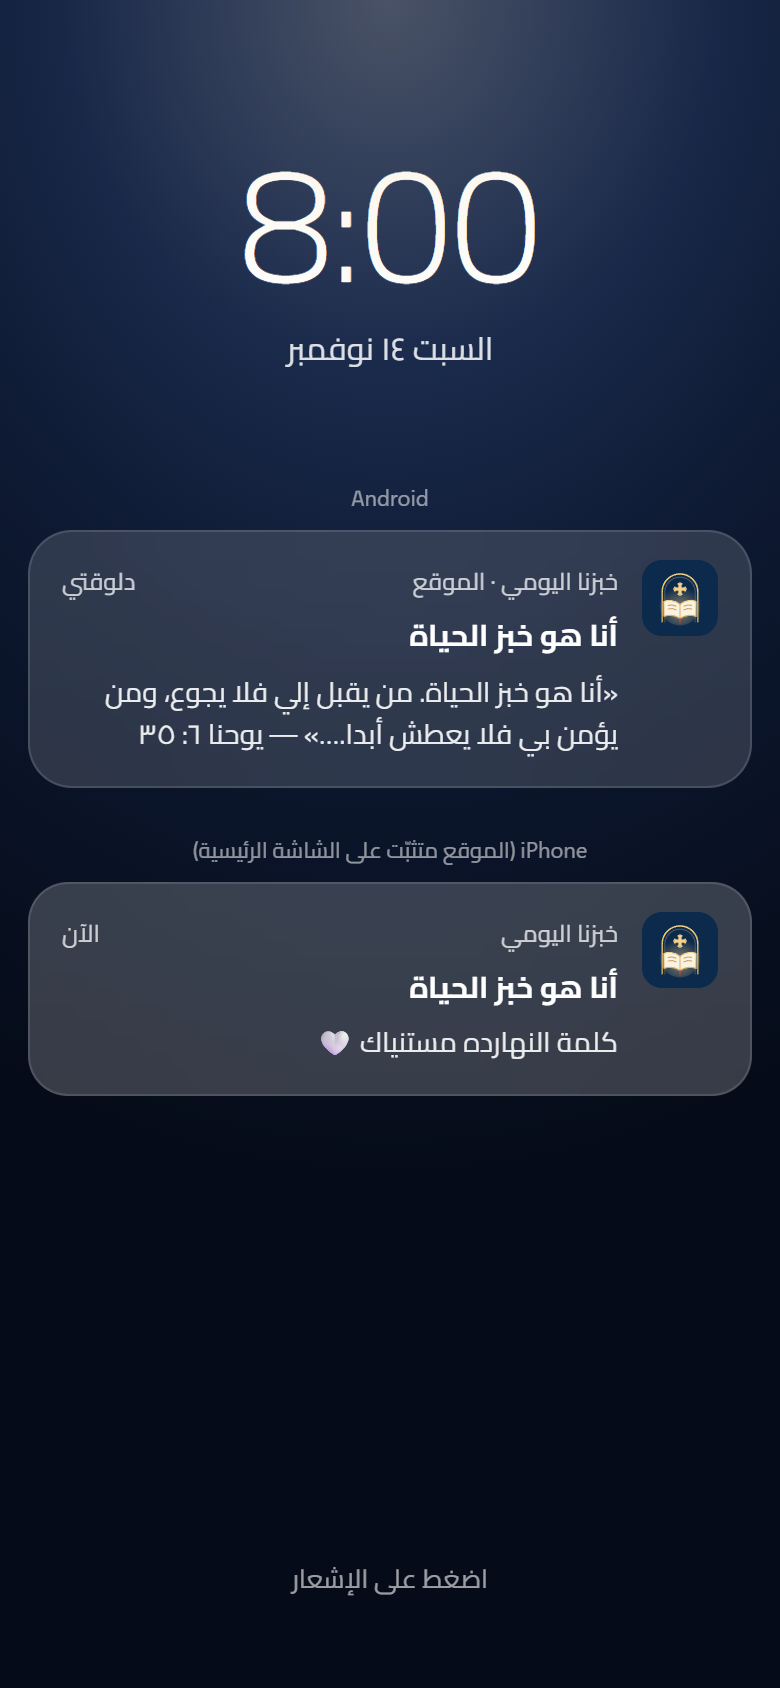 8:00
السبت ١٤ نوفمبر
Android
خبزنا اليومي · الموقع دلوقتي
أنا هو خبز الحياة
«أنا هو خبز الحياة. من يقبل إلي فلا يجوع، ومن
يؤمن بي فلا يعطش أبدا....» — يوحنا ٦: ٣٥
iPhone (الموقع متثبّت على الشاشة الرئيسية)
خبزنا اليومي الآن
أنا هو خبز الحياة
كلمة النهارده مستنياك 🤍
اضغط على الإشعار